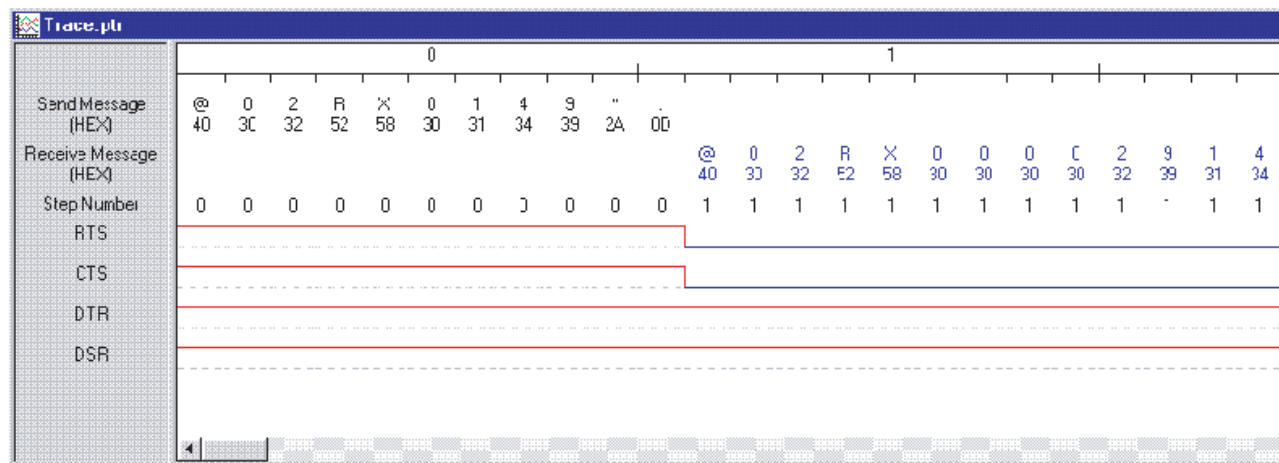 Trace.ptr
0 1
Send Message @ 0 2 R X 0 1 4 9 " .
(HEX) 40 30 32 52 58 30 31 34 39 2A 0D
Receive Message @ 0 2 R X 0 0 0 0 2 9 1 4
(HEX) 40 30 32 52 58 30 30 30 30 32 39 31 34
Step Number 0 0 0 0 0 0 0 0 0 0 0 1 1 1 1 1 1 1 1 1 1 1 1
RTS
CTS
DTR
DSR